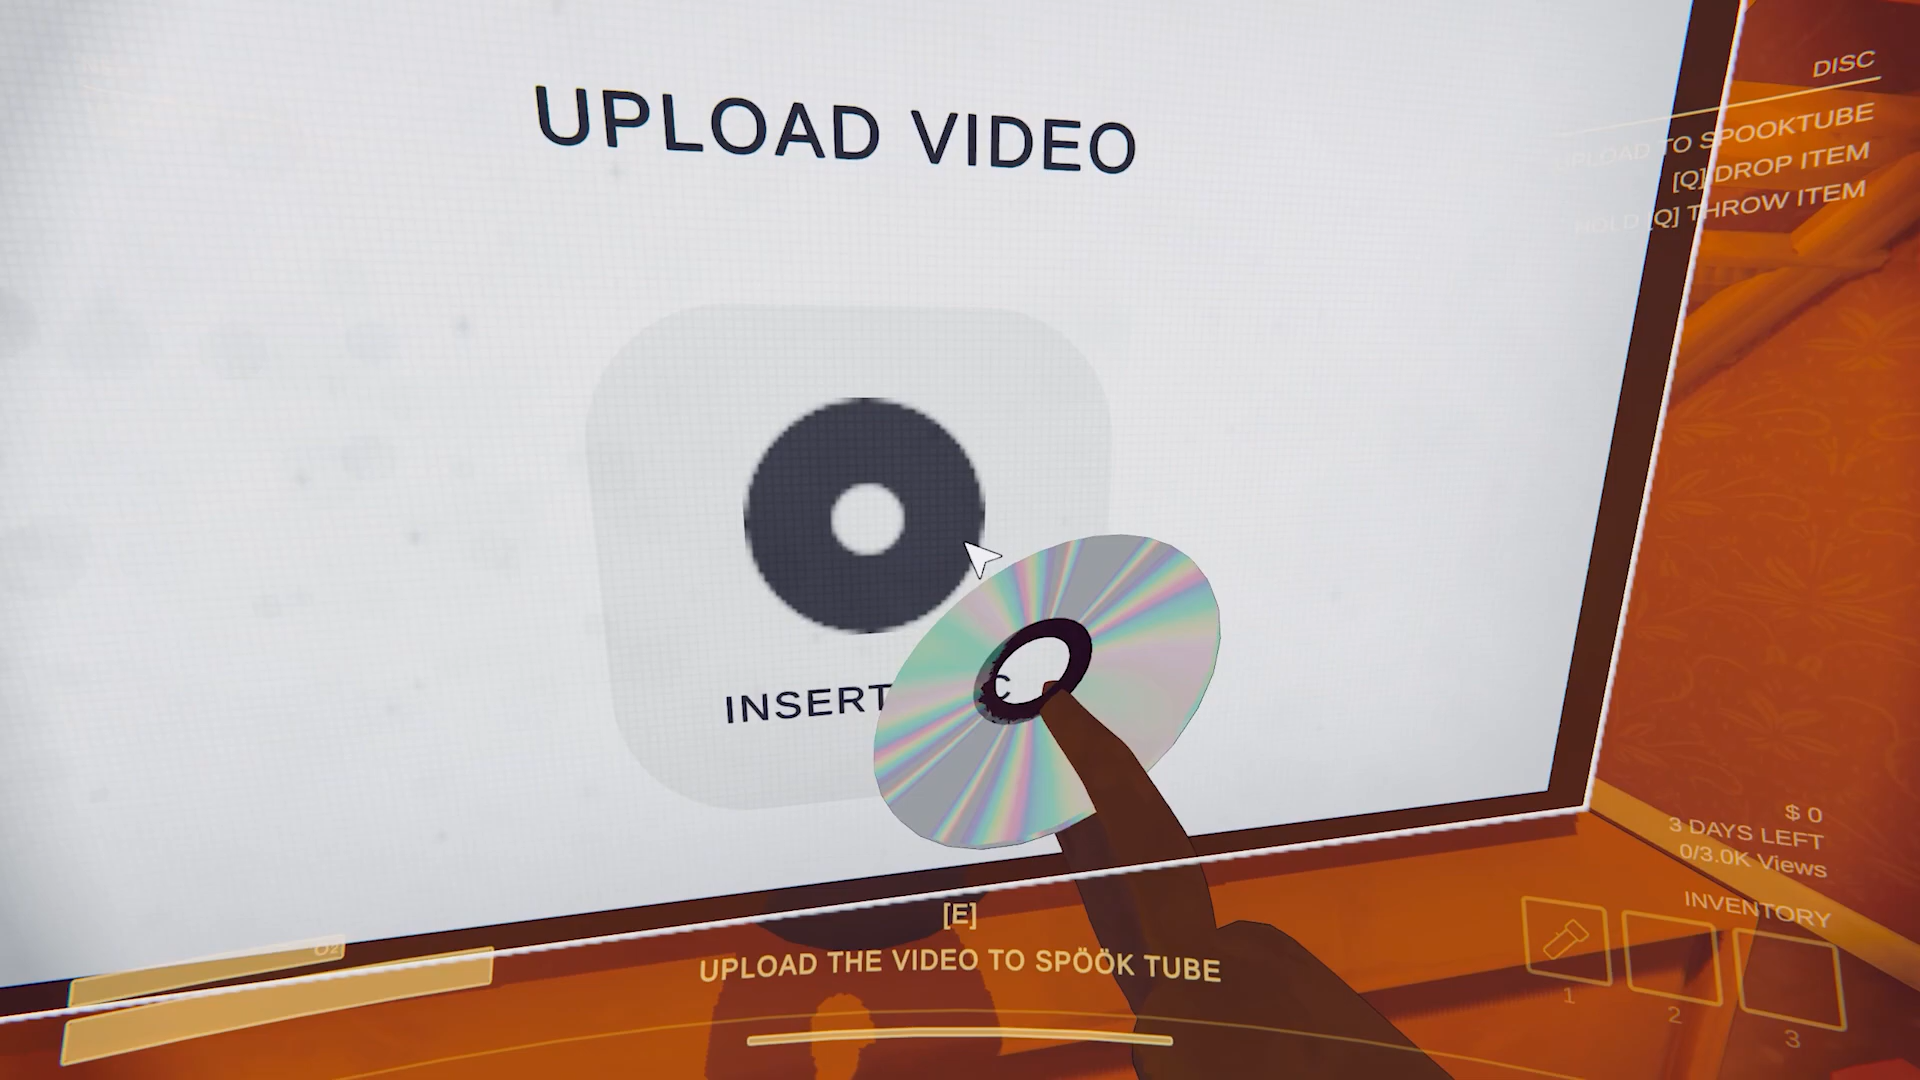 UPLOAD VIDEO
INSERT
C
DISC
UPLOAD TO SPOOKTUBE
[Q] DROP ITEM
HOLD [Q] THROW ITEM
$ 0
3 DAYS LEFT
0/3.0K Views
INVENTORY
1
2
3
O2
[E]
UPLOAD THE VIDEO TO SPÖÖK TUBE